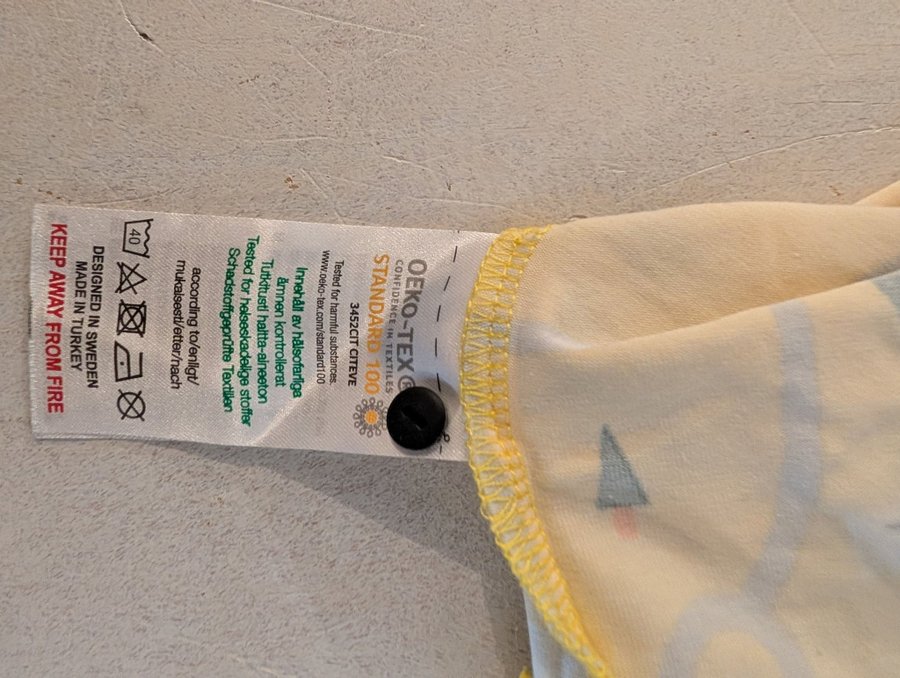 OEKO-TEX®
CONFIDENCE IN TEXTILES
STANDARD 100
3452CIT CITEVE
Tested for harmful substances.
www.oeko-tex.com/standard100
Innehåll av hälsofarliga
ämnen kontrollerat
Tutkitusti haitta-aineeton
Tested for helseskadelige stoffer
Schadstoffgeprüfte Textilien
according to/enligt/
mukaisesti/etter/nach
40
DESIGNED IN SWEDEN
MADE IN TURKEY
KEEP AWAY FROM FIRE